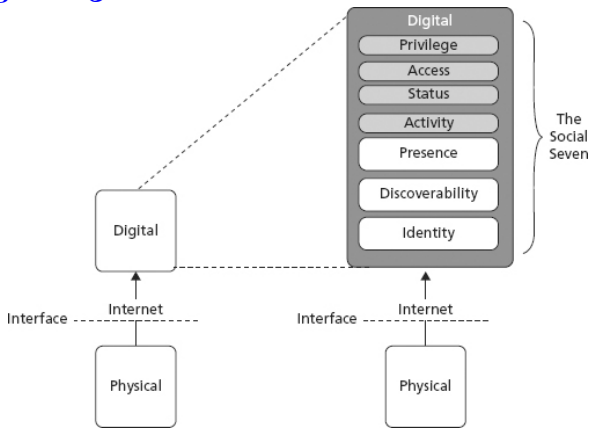 Digital
Privilege
Access
Status
Activity
Presence
Discoverability
Identity
The
Social
Seven
Digital
Internet
Interface
Physical
Internet
Interface
Physical